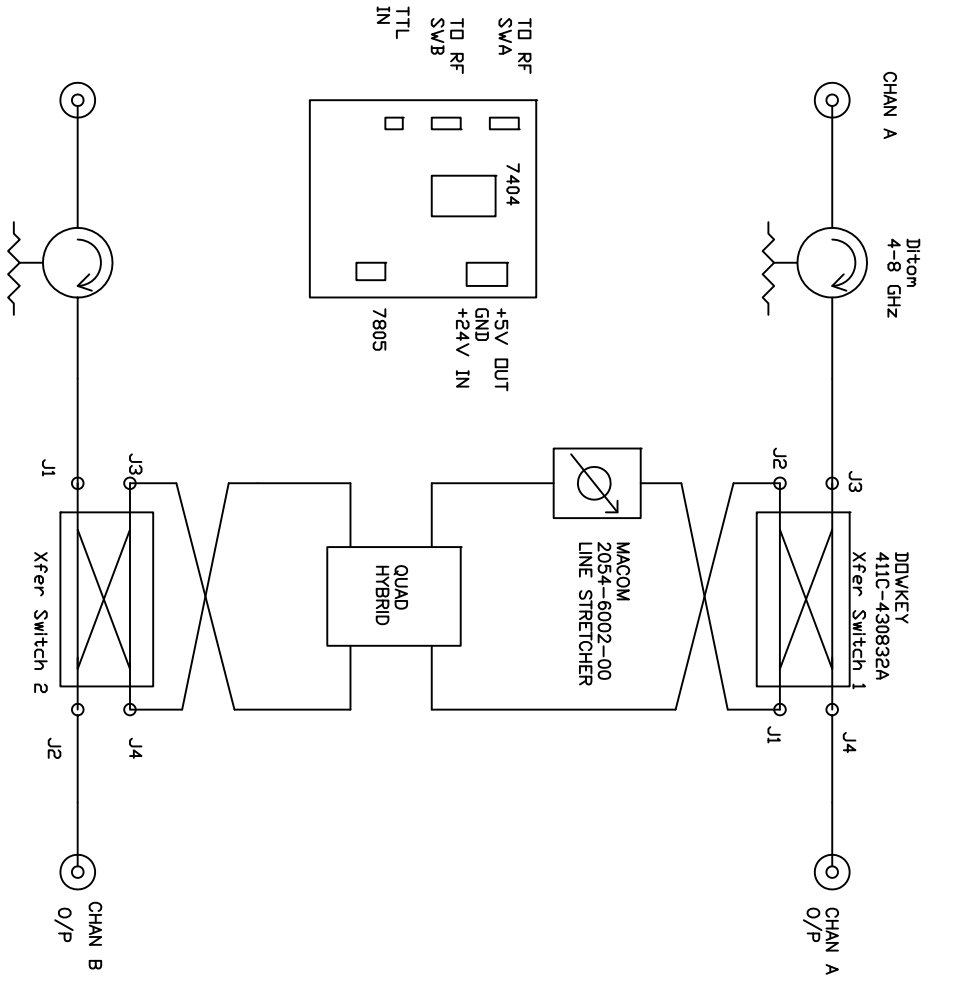 CHAN A
Ditom
4-8 GHz
DOWKEY
411C-430832A
Xfer Switch 1
J3
J4
J2
J1
CHAN A
O/P
MACOM
2054-6002-00
LINE STRETCHER
TO RF
SWA
TO RF
SWB
TTL
IN
7404
+5V OUT
GND
+24V IN
7805
QUAD
HYBRID
J3
J4
J1
J2
Xfer Switch 2
CHAN B
O/P